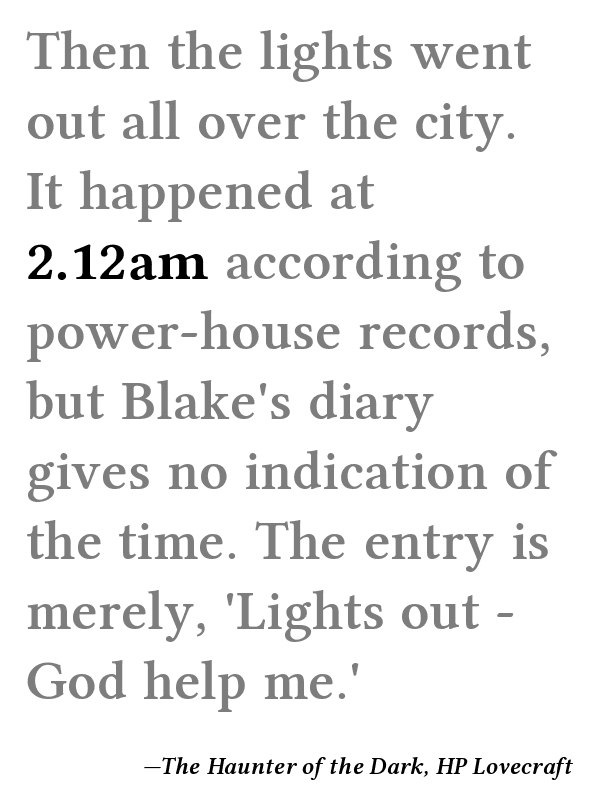 Then the lights went
out all over the city.
It happened at
2.12am according to
power-house records,
but Blake's diary
gives no indication of
the time. The entry is
merely, 'Lights out -
God help me.'
—The Haunter of the Dark, HP Lovecraft